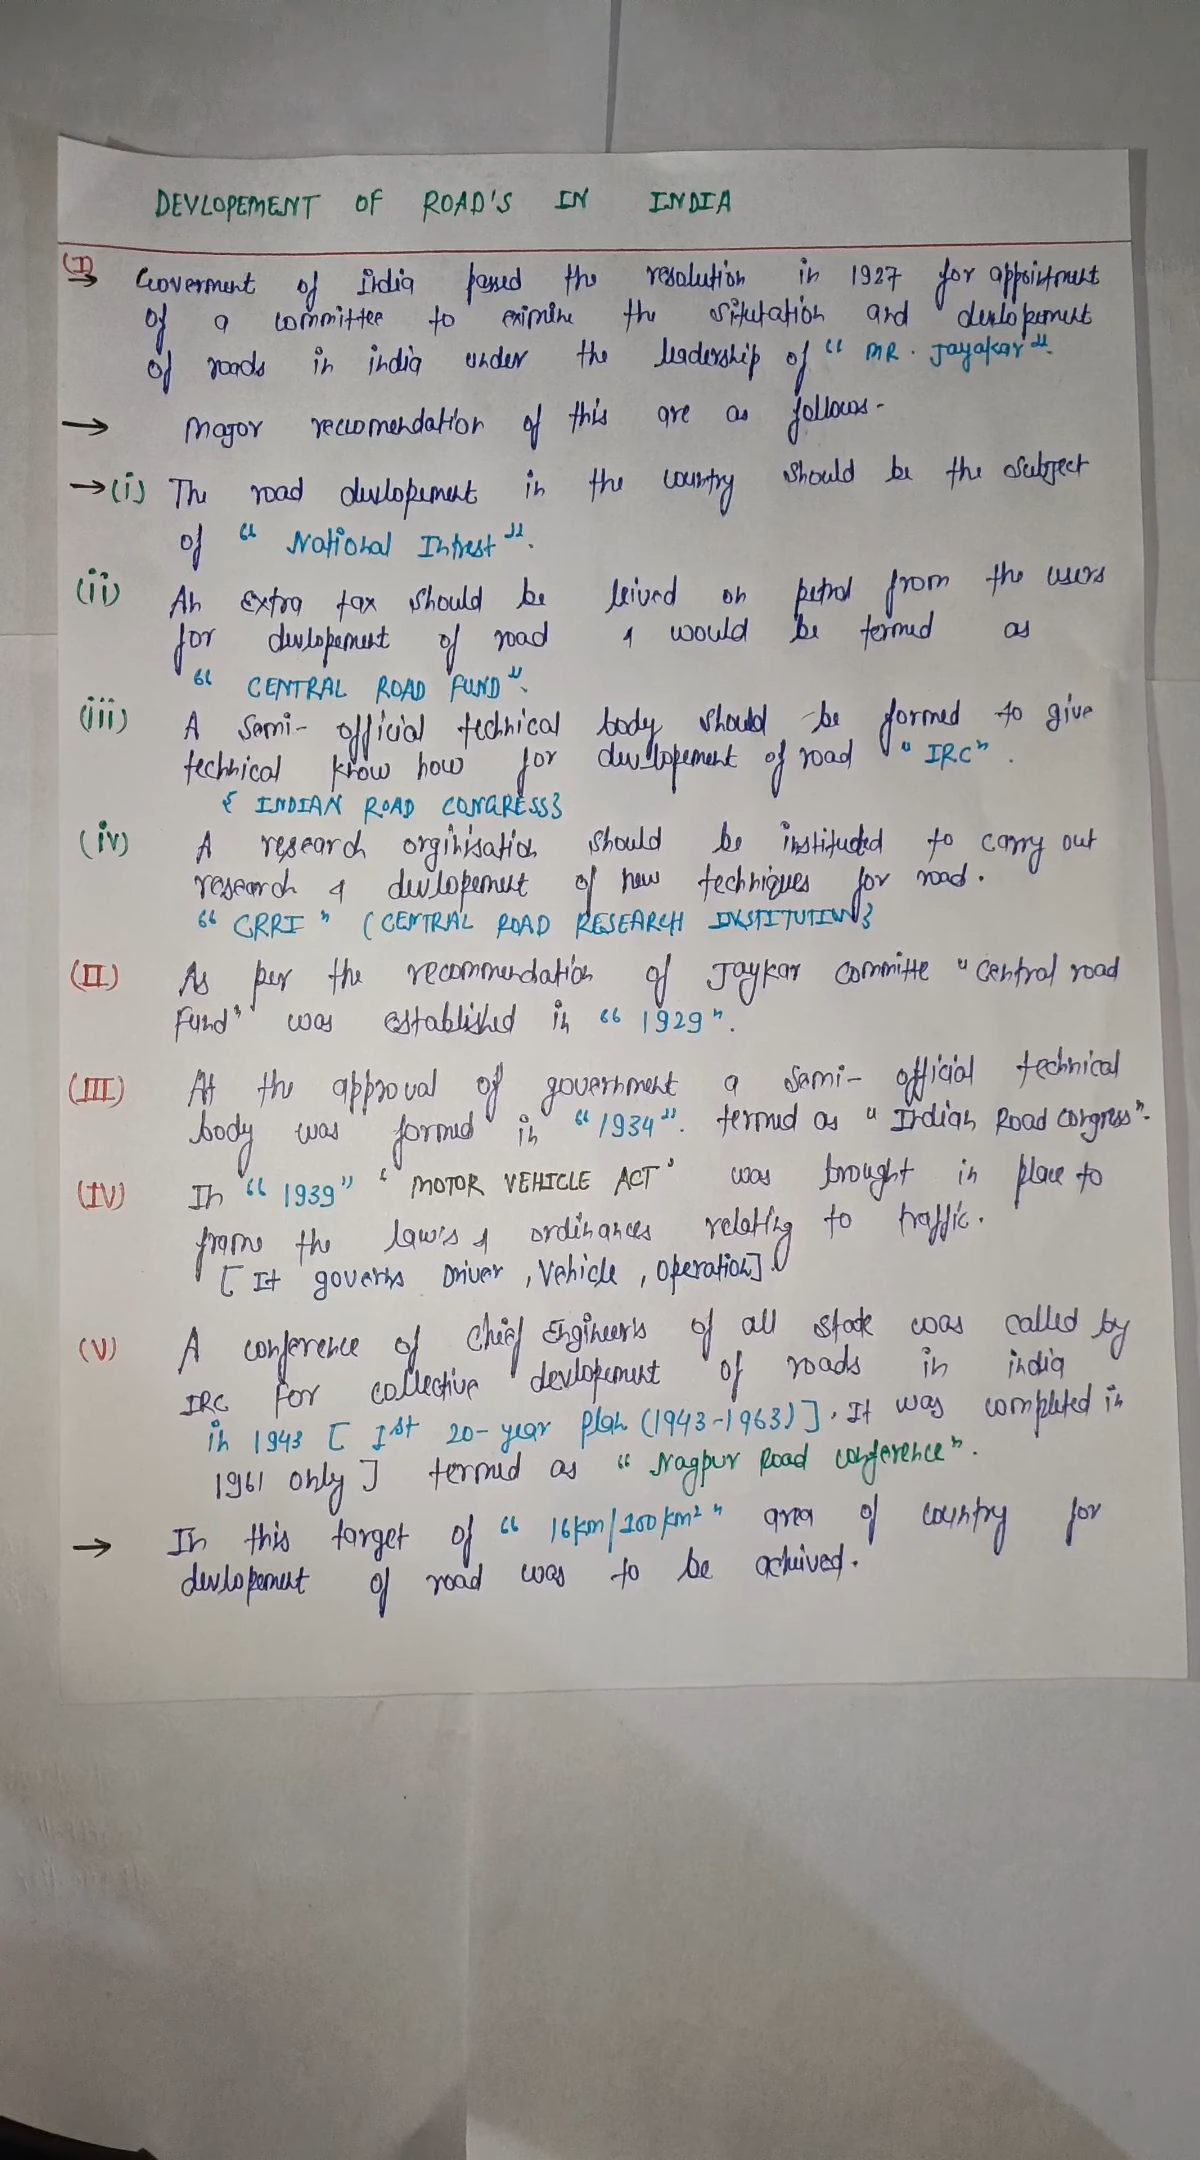 DEVLOPEMENT OF ROAD'S IN INDIA
(I)
→ Goverment of India passed the resolution in 1927 for appointment
of a committee to eximine the situtation and devlopement
of roads in india under the leadership of “ MR. Jayakar”.
→ Major reccomendation of this are as follows-
→ (i) The road devlopement in the country should be the subject
of “ National Intrest”.
(ii) An extra tax should be leived on petrol from the users
for devlopement of road & would be termed as
“ CENTRAL ROAD FUND”.
(iii) A Semi- official technical body should be formed to give
technical know how for devlopement of road “ IRC” .
{ INDIAN ROAD CONGRESS}
(iv) A research orginisation should be instituded to carry out
research & devlopement of new techniques for road.
“ CRRI ” (CENTRAL ROAD RESEARCH INSTITUTION}
(II) As per the recommendation of Jaykar Committe “ Central road
Fund” was established in “ 1929”.
(III) At the approval of government a semi- official technical
body was formed in “1934”. termed as “ Indian Road Congress”.
(IV) In “ 1939” ‘ MOTOR VEHICLE ACT’ was brought in place to
frame the law's & ordinances relating to traffic.
[ It governs Driver , Vehicle , operation].
(V) A conference of Chief Engineer's of all state was called by
IRC For collective devlopement of roads in india
in 1943 [ Ist 20-year plan (1943-1963)]. It was completed in
1961 only ] termed as “ Nagpur Road conference”.
→ In this target of “ 16km/100km² ” area of country for
devlopement of road was to be acheived.